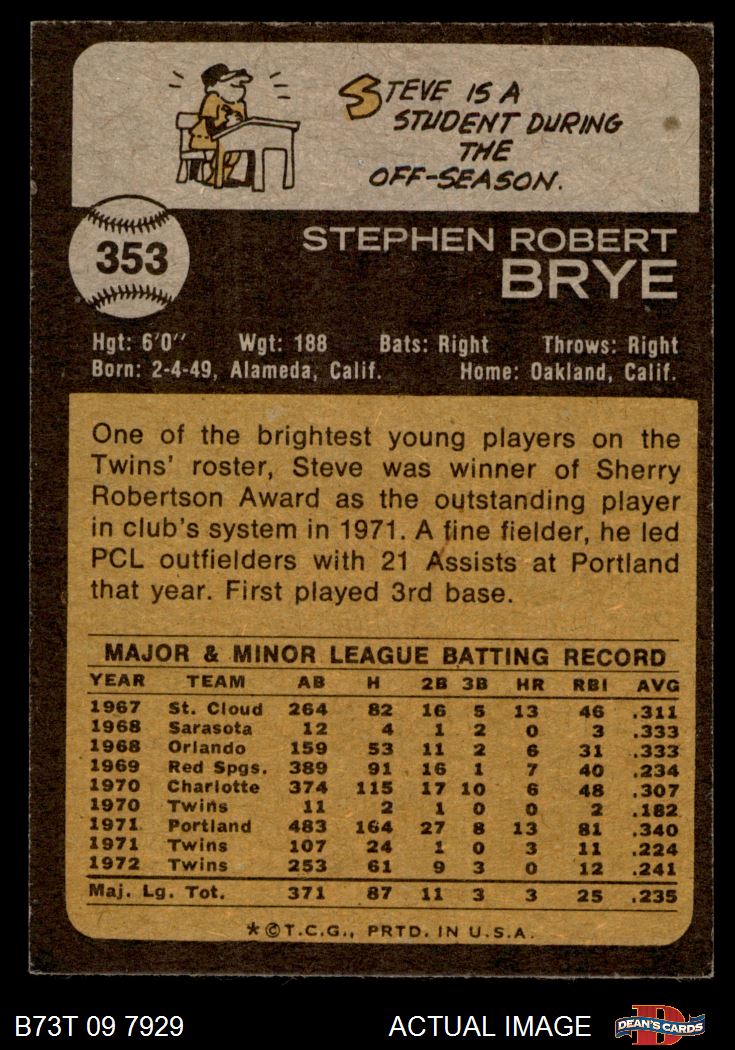 STEVE IS A
STUDENT DURING
THE
OFF-SEASON.
353
STEPHEN ROBERT
BRYE
Hgt: 6'0" Wgt: 188 Bats: Right Throws: Right
Born: 2-4-49, Alameda, Calif. Home: Oakland, Calif.
One of the brightest young players on the
Twins' roster, Steve was winner of Sherry
Robertson Award as the outstanding player
in club's system in 1971. A fine fielder, he led
PCL outfielders with 21 Assists at Portland
that year. First played 3rd base.
MAJOR & MINOR LEAGUE BATTING RECORD
YEAR TEAM AB H 2B 3B HR RBI AVG
1967 St. Cloud 264 82 16 5 13 46 .311
1968 Sarasota 12 4 1 2 0 3 .333
1968 Orlando 159 53 11 2 6 31 .333
1969 Red Spgs. 389 91 16 1 7 40 .234
1970 Charlotte 374 115 17 10 6 48 .307
1970 Twins 11 2 1 0 0 2 .182
1971 Portland 483 164 27 8 13 81 .340
1971 Twins 107 24 1 0 3 11 .224
1972 Twins 253 61 9 3 0 12 .241
Maj. Lg. Tot. 371 87 11 3 3 25 .235
*©T.C.G., PRTD. IN U.S.A.
B73T 09 7929 ACTUAL IMAGE DEAN'S CARDS